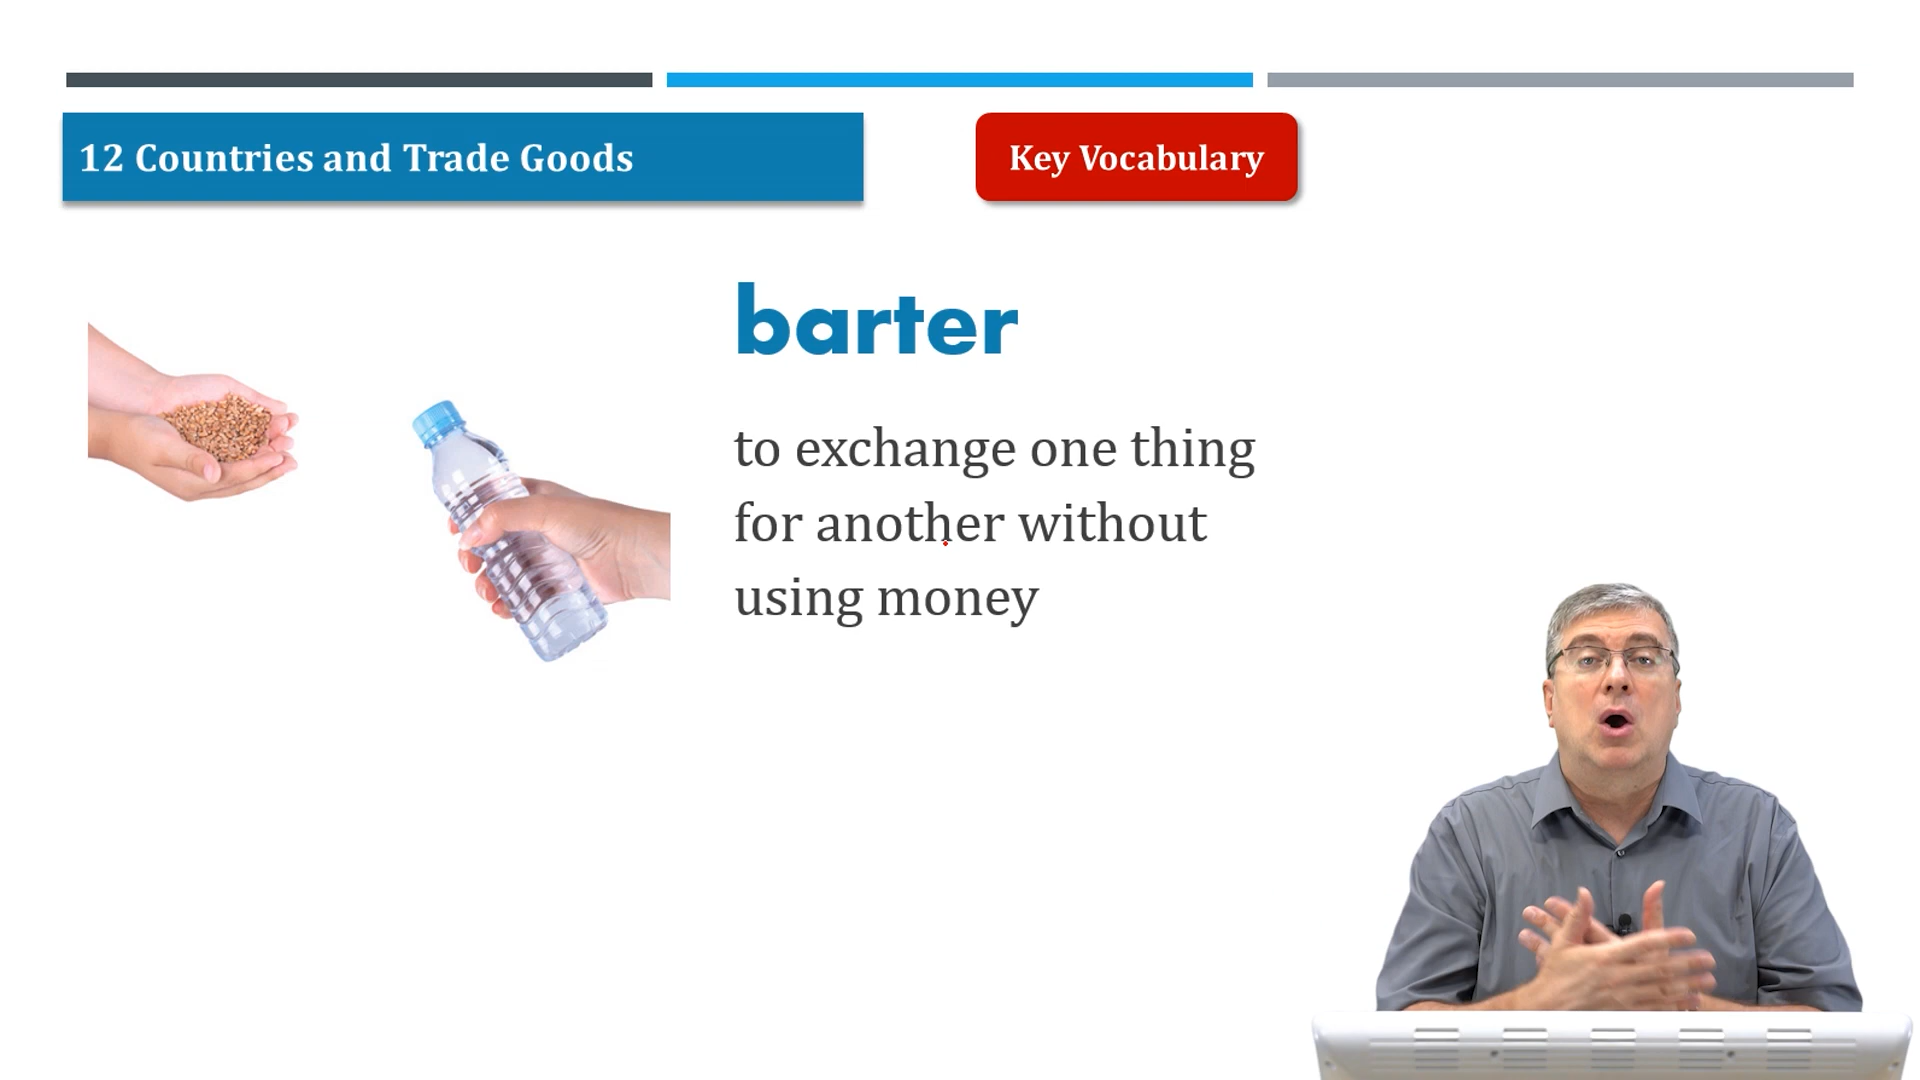 12 Countries and Trade Goods
Key Vocabulary
barter
to exchange one thing
for another without
using money